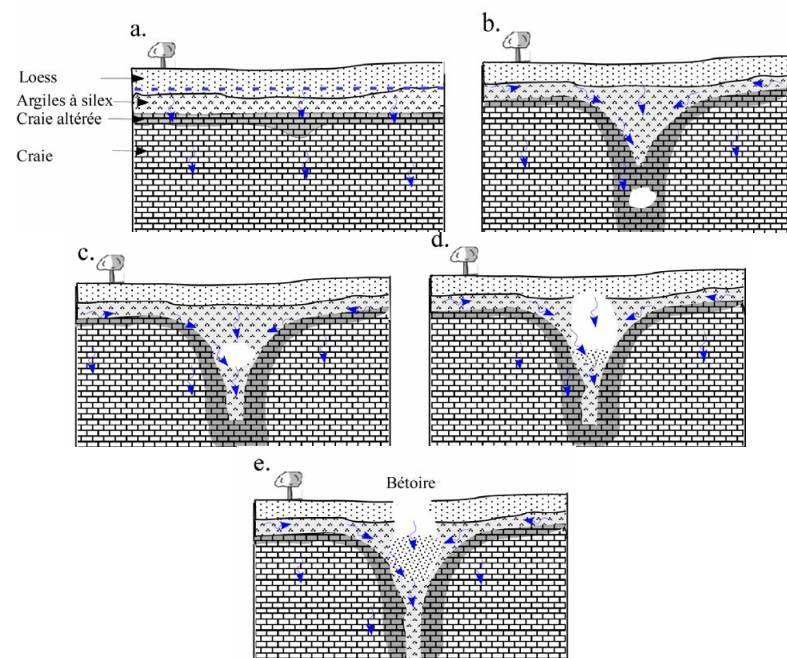 a.
b.
Loess
Argiles à silex
Craie altérée
Craie
c.
d.
e.
Bétoire